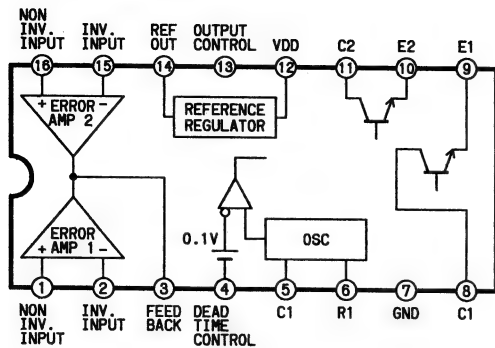 NON
INV.
INPUT
INV.
INPUT
REF
OUT
OUTPUT
CONTROL
VDD
C2
E2
E1
16
15
14
13
12
11
10
9
+ -
ERROR
AMP 2
REFERENCE
REGULATOR
ERROR
AMP 1
+ -
0.1V
OSC
1
2
3
4
5
6
7
8
NON
INV.
INPUT
INV.
INPUT
FEED
BACK
DEAD
TIME
CONTROL
C1
R1
GND
C1